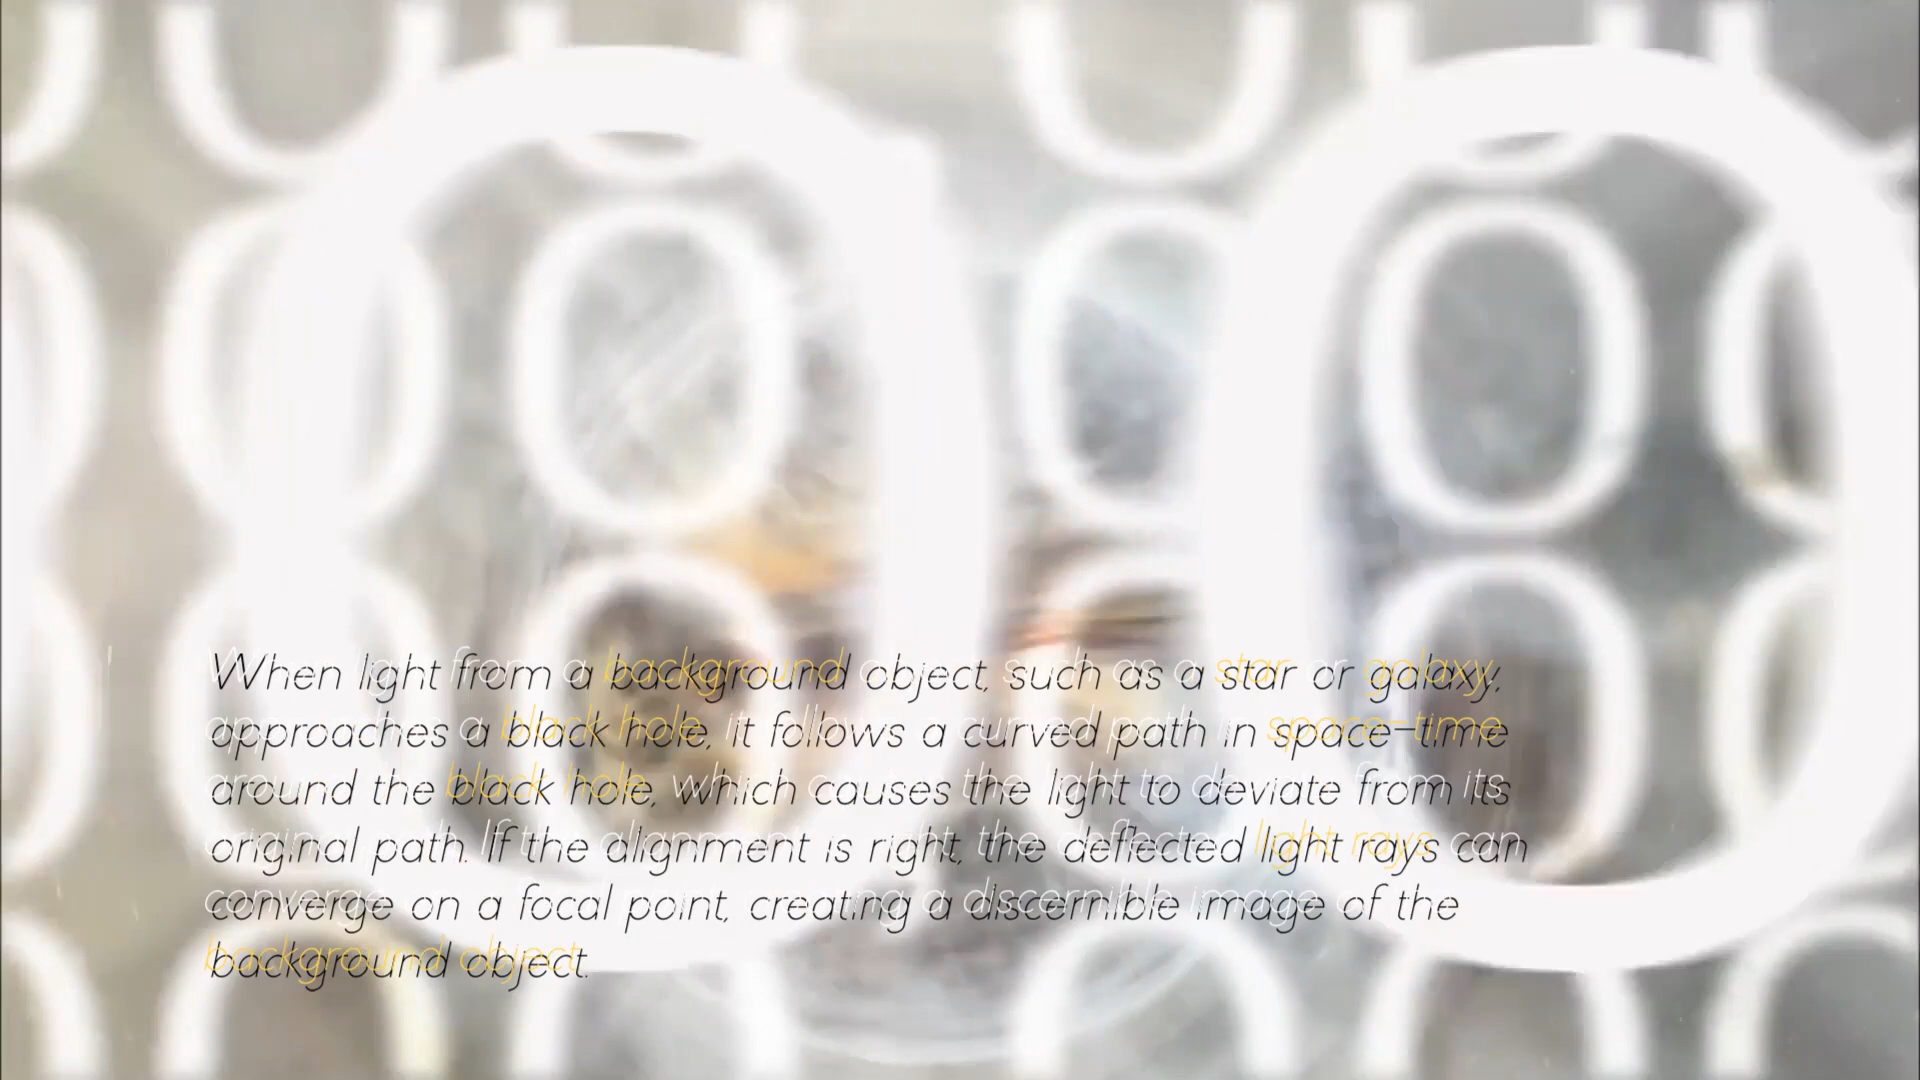 When light from a background object, such as a star or galaxy,
approaches a black hole, it follows a curved path in space-time
around the black hole, which causes the light to deviate from its
original path. If the alignment is right, the deflected light rays can
converge on a focal point, creating a discernible image of the
background object.